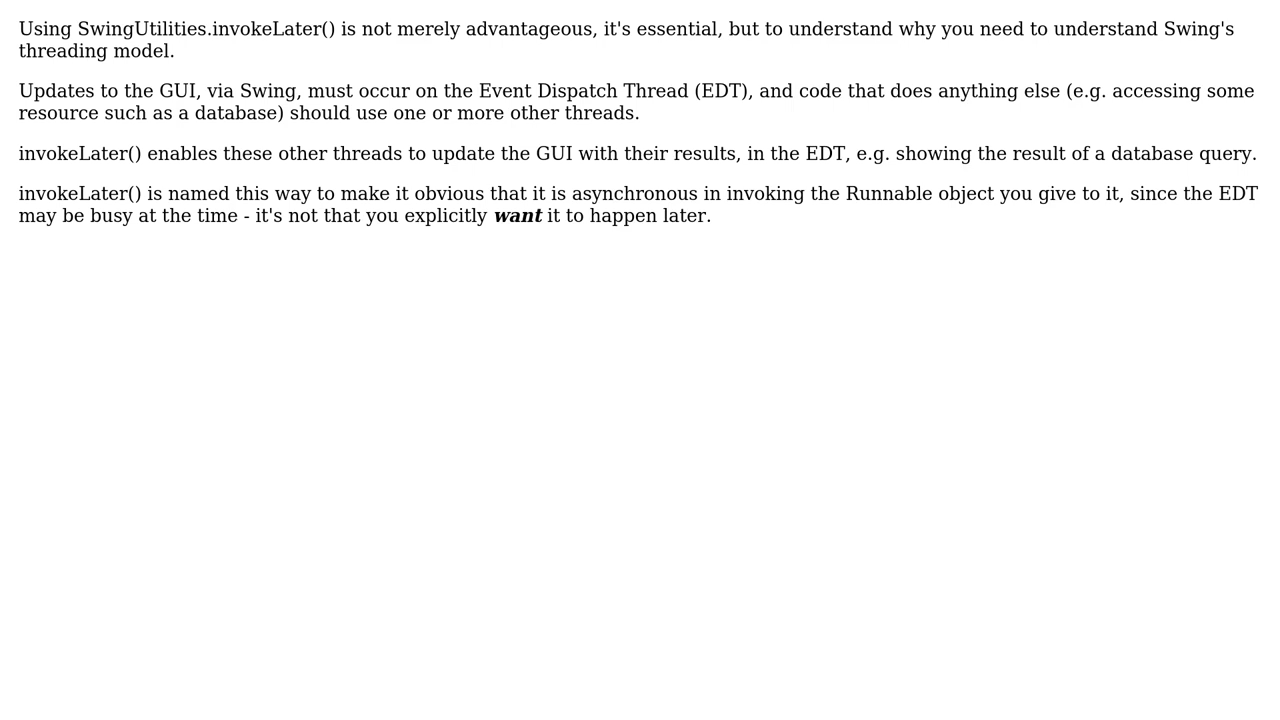 Using SwingUtilities.invokeLater() is not merely advantageous, it's essential, but to understand why you need to understand Swing's
threading model.
Updates to the GUI, via Swing, must occur on the Event Dispatch Thread (EDT), and code that does anything else (e.g. accessing some
resource such as a database) should use one or more other threads.
invokeLater() enables these other threads to update the GUI with their results, in the EDT, e.g. showing the result of a database query.
invokeLater() is named this way to make it obvious that it is asynchronous in invoking the Runnable object you give to it, since the EDT
may be busy at the time - it's not that you explicitly want it to happen later.